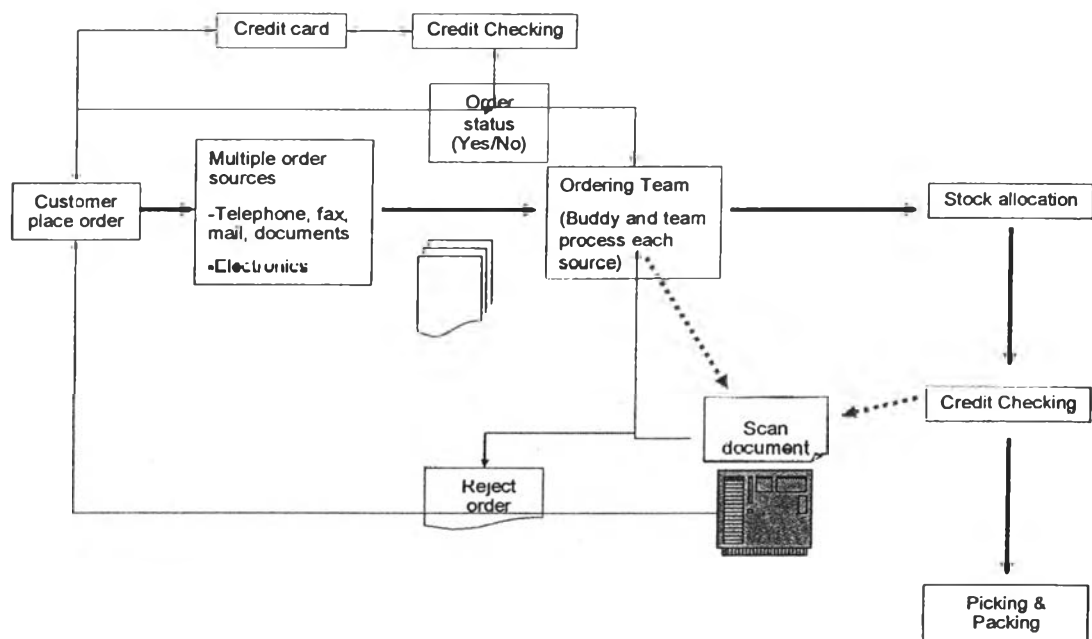 Credit card
Credit Checking
Order
status
(Yes/No)
Multiple order
sources
-Telephone, fax,
mail, documents
-Electronics
Customer
place order
Ordering Team
(Buddy and team
process each
source)
Stock allocation
Credit Checking
Scan
document
Reject
order
Picking &
Packing